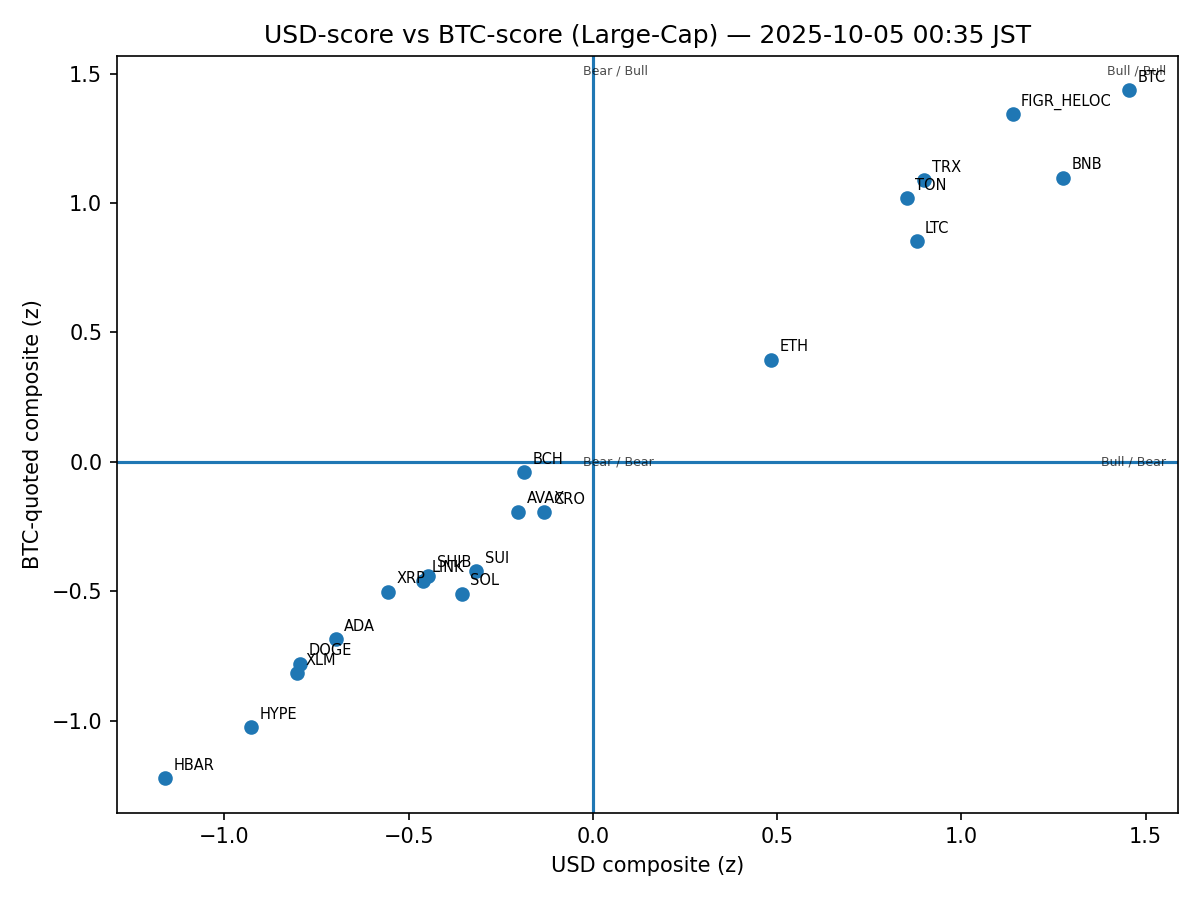 USD-score vs BTC-score (Large-Cap) — 2025-10-05 00:35 JST
Bear / Bull
Bull / Bull
BTC
FIGR_HELOC
BNB
TRX
TON
LTC
ETH
BCH
Bear / Bear
Bull / Bear
AVAX
CRO
SHIB
SUI
LINK
XRP
SOL
ADA
DOGE
XLM
HYPE
HBAR
1.5
1.0
0.5
0.0
−0.5
−1.0
BTC-quoted composite (z)
−1.0
−0.5
0.0
0.5
1.0
1.5
USD composite (z)